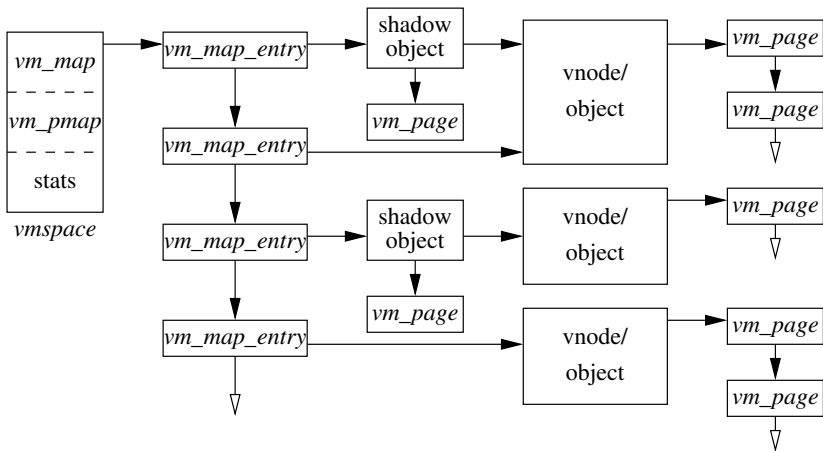 vm_map
vm_pmap
stats
vmspace
vm_map_entry
vm_map_entry
vm_map_entry
vm_map_entry
shadow
object
vm_page
shadow
object
vm_page
vnode/
object
vnode/
object
vnode/
object
vm_page
vm_page
vm_page
vm_page
vm_page